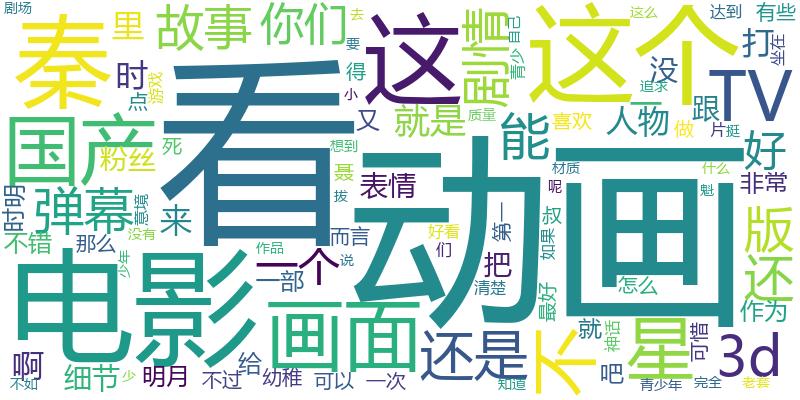 剧场
秦
里
故事
你们
这
去
要
得
小
剧情
青少
自己
这个
这么
追求
没
达到
打
有些
坐在
TV
时
点
游戏
看
又
就是
质量
能
喜欢
人物
做
跟
片
挺
好
国产
粉丝
死
想到
聂
拔
表情
动画
材质
呢
什么
魁
非常
时明
弹幕
意境
来
不错
那么
没有
少年
作品
而言
说
好看
们
第一
如果
叔
版
还
电影
一个
一部
把
清楚
最好
怎么
作为
画面
还是
不
就
神话
星
可惜
3d
啊
不如
细节
少
明月
不过
给
幼稚
可以
一次
知道
吧
青少年
完全
老套